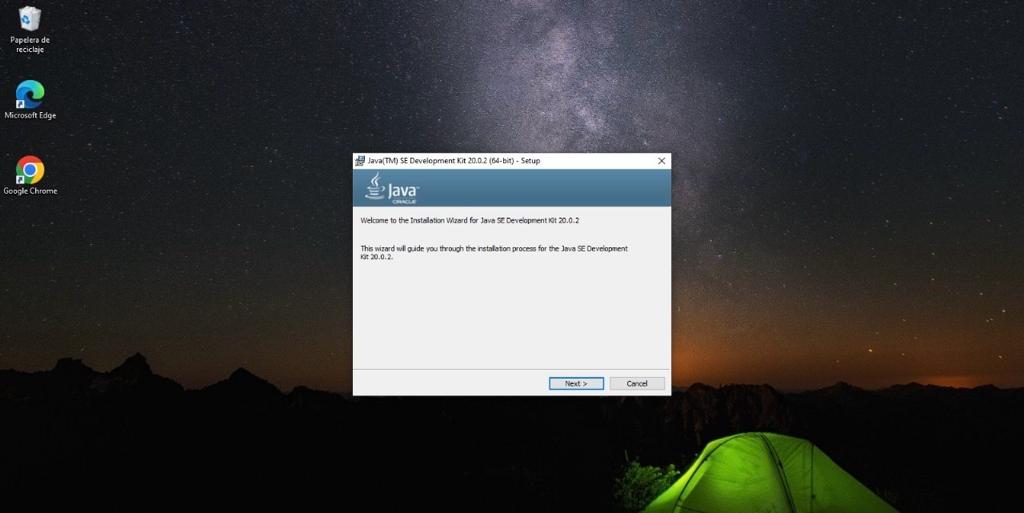 Papelera de
reciclaje
Microsoft Edge
Google Chrome
Java(TM) SE Development Kit 20.0.2 (64-bit) - Setup
Java™
ORACLE
Welcome to the Installation Wizard for Java SE Development Kit 20.0.2
This wizard will guide you through the installation process for the Java SE Development
Kit 20.0.2.
Next >
Cancel